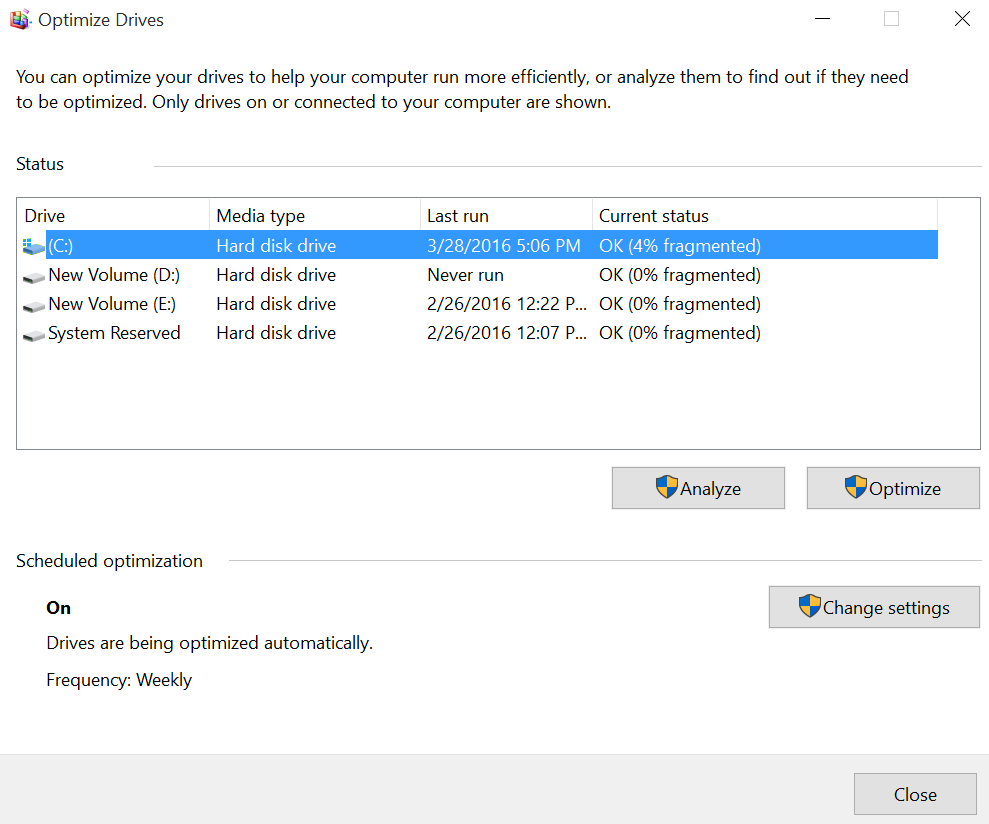 Optimize Drives
You can optimize your drives to help your computer run more efficiently, or analyze them to find out if they need
to be optimized. Only drives on or connected to your computer are shown.
Status
Drive Media type Last run Current status
(C:) Hard disk drive 3/28/2016 5:06 PM OK (4% fragmented)
New Volume (D:) Hard disk drive Never run OK (0% fragmented)
New Volume (E:) Hard disk drive 2/26/2016 12:22 P... OK (0% fragmented)
System Reserved Hard disk drive 2/26/2016 12:07 P... OK (0% fragmented)
Analyze Optimize
Scheduled optimization
On
Change settings
Drives are being optimized automatically.
Frequency: Weekly
Close